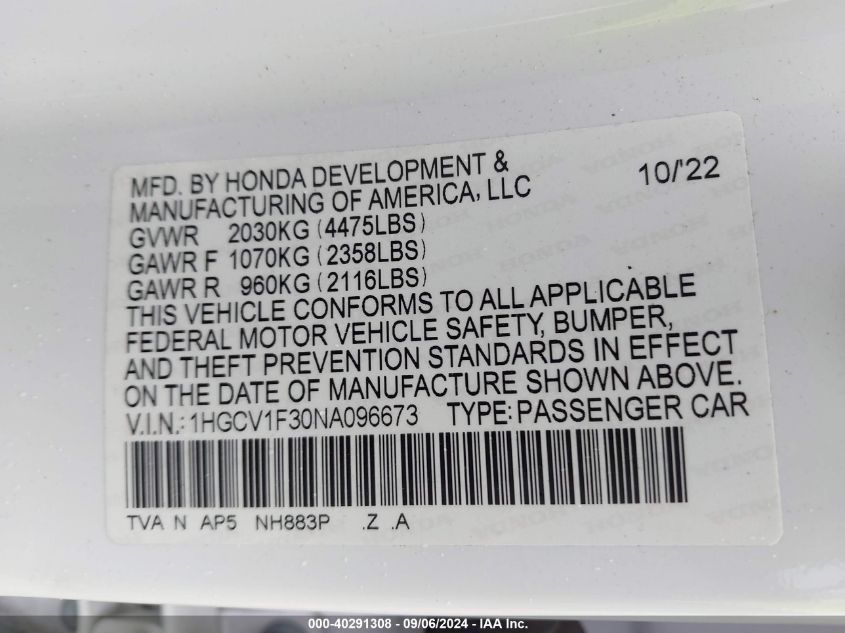 MFD. BY HONDA DEVELOPMENT & 10/'22
MANUFACTURING OF AMERICA, LLC
GVWR 2030KG (4475LBS)
GAWR F 1070KG (2358LBS)
GAWR R 960KG (2116LBS)
THIS VEHICLE CONFORMS TO ALL APPLICABLE
FEDERAL MOTOR VEHICLE SAFETY, BUMPER,
AND THEFT PREVENTION STANDARDS IN EFFECT
ON THE DATE OF MANUFACTURE SHOWN ABOVE.
V.I.N.: 1HGCV1F30NA096673 TYPE: PASSENGER CAR
TVA N AP5 NH883P .Z .A
000-40291308 - 09/06/2024 - IAA Inc.